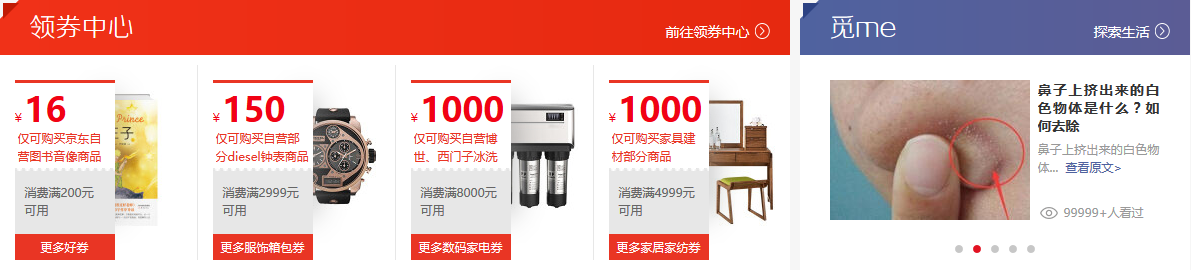 领券中心
前往领券中心
¥16
仅可购买京东自
营图书音像商品
消费满200元
可用
更多好券
¥150
仅可购买自营部
分diesel钟表商品
消费满2999元
可用
更多服饰箱包券
¥1000
仅可购买自营博
世、西门子冰洗
消费满8000元
可用
更多数码家电券
¥1000
仅可购买家具建
材部分商品
消费满4999元
可用
更多家居家纺券
觅me
探索生活
鼻子上挤出来的白
色物体是什么？如
何去除
鼻子上挤出来的白色物
体... 查看原文>
99999+人看过